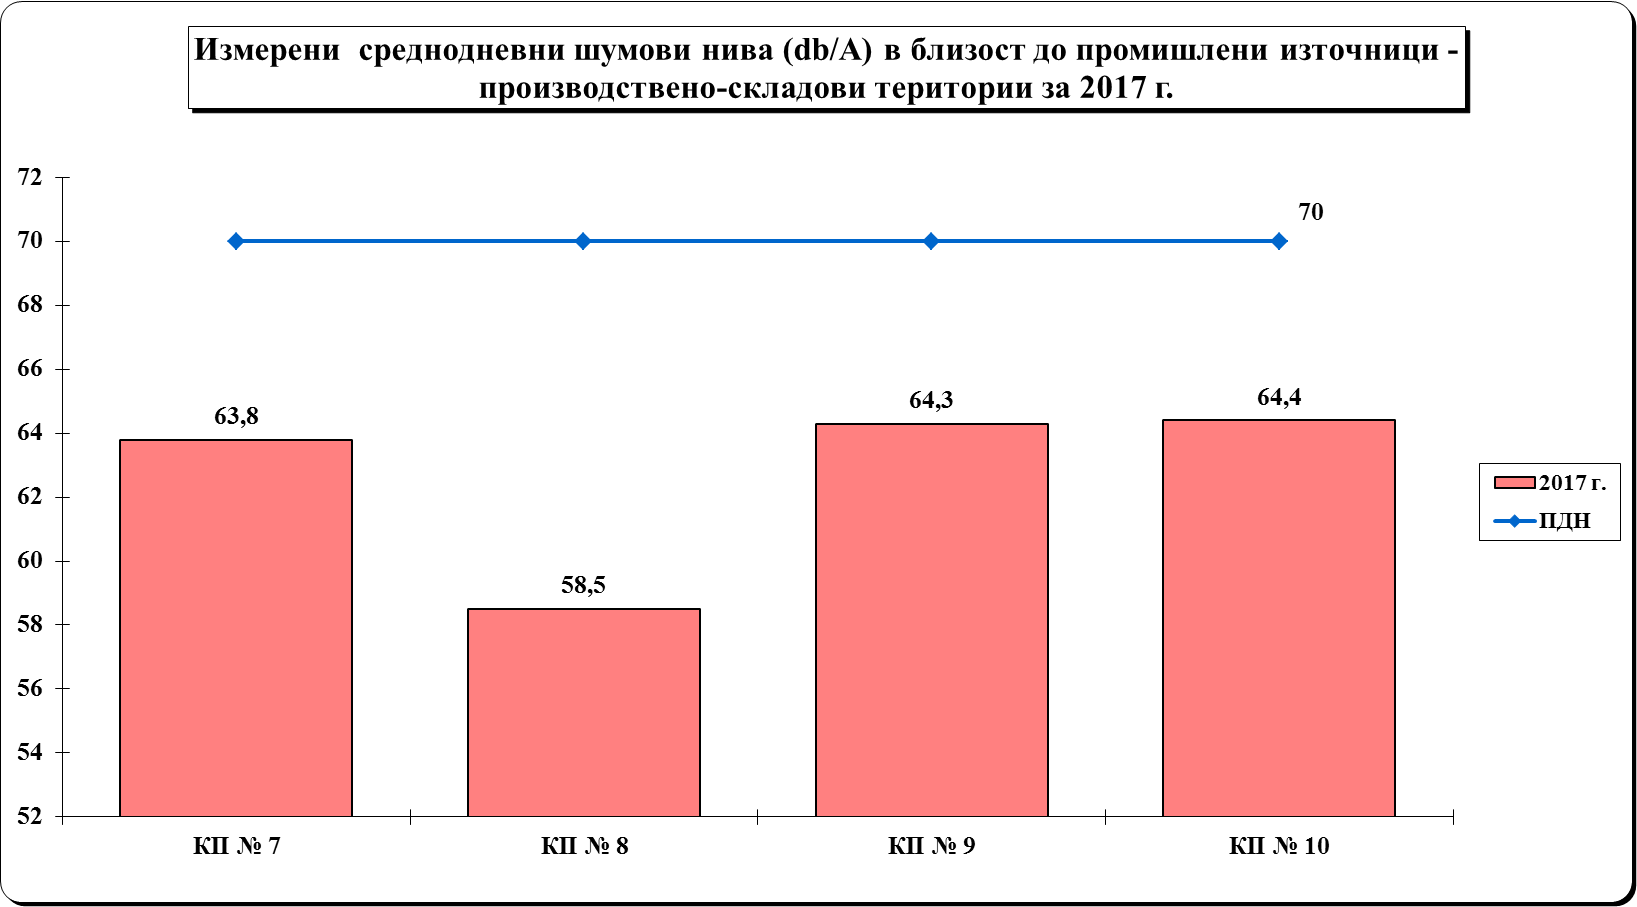 Измерени  среднодневни шумови нива (db/A) в близост до промишлени източници -
производствено-складови територии за 2017 г.
72
70
68
66
64
62
60
58
56
54
52
70
63,8
58,5
64,3
64,4
КП № 7
КП № 8
КП № 9
КП № 10
2017 г.
ПДН